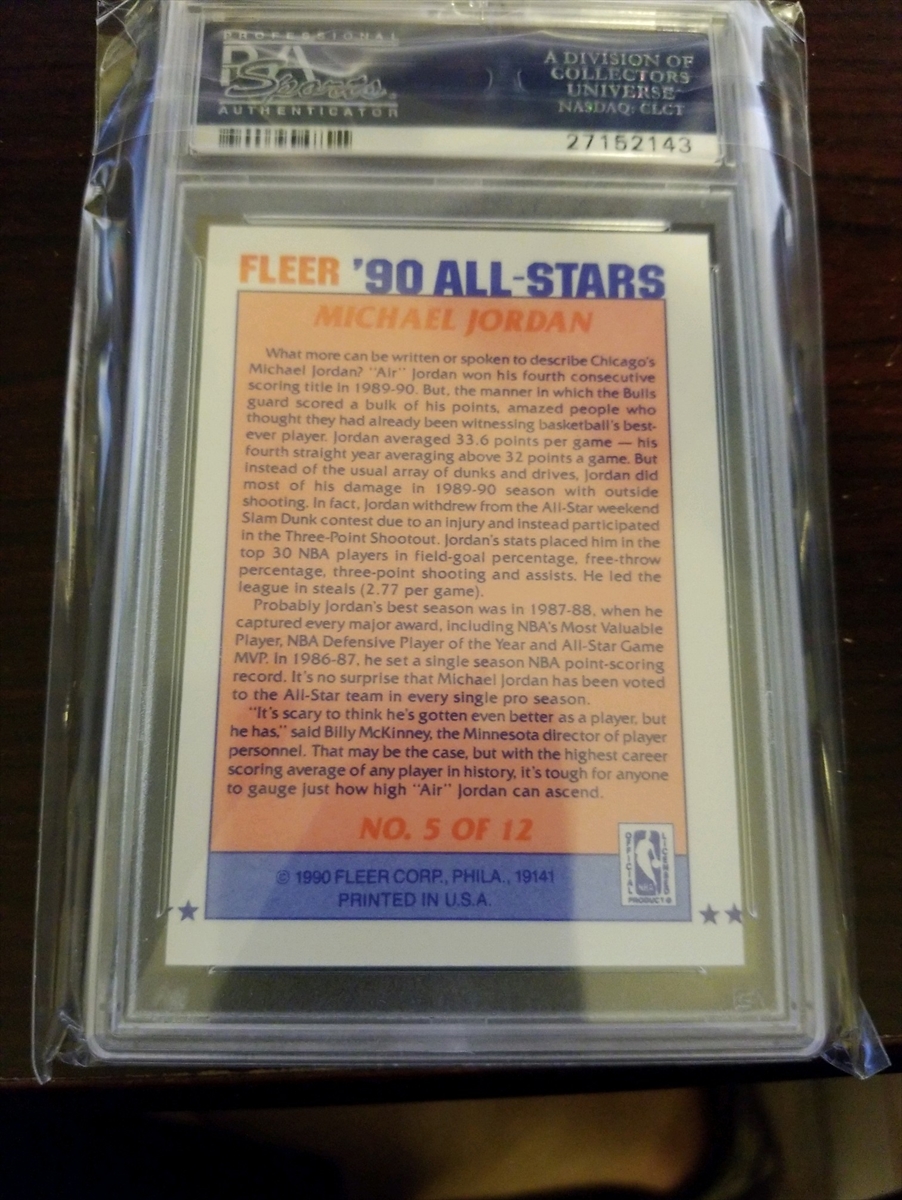 PROFESSIONAL
PSA
Sports
AUTHENTICATOR
A DIVISION OF
COLLECTORS
UNIVERSE
NASDAQ: CLCT
27152143
FLEER '90 ALL-STARS
MICHAEL JORDAN
What more can be written or spoken to describe Chicago's
Michael Jordan? "Air" Jordan won his fourth consecutive
scoring title in 1989-90. But, the manner in which the Bulls
guard scored a bulk of his points, amazed people who
thought they had already been witnessing basketball's best-
ever player. Jordan averaged 33.6 points per game — his
fourth straight year averaging above 32 points a game. But
instead of the usual array of dunks and drives, Jordan did
most of his damage in 1989-90 season with outside
shooting. In fact, Jordan withdrew from the All-Star weekend
Slam Dunk contest due to an injury and instead participated
in the Three-Point Shootout. Jordan's stats placed him in the
top 30 NBA players in field-goal percentage, free-throw
percentage, three-point shooting and assists. He led the
league in steals (2.77 per game).
Probably Jordan's best season was in 1987-88, when he
captured every major award, including NBA's Most Valuable
Player, NBA Defensive Player of the Year and All-Star Game
MVP. In 1986-87, he set a single season NBA point-scoring
record. It's no surprise that Michael Jordan has been voted
to the All-Star team in every single pro season.
"It's scary to think he's gotten even better as a player, but
he has," said Billy McKinney, the Minnesota director of player
personnel. That may be the case, but with the highest career
scoring average of any player in history, it's tough for anyone
to gauge just how high "Air" Jordan can ascend.
NO. 5 OF 12
© 1990 FLEER CORP., PHILA., 19141
PRINTED IN U.S.A.
OFFICIAL
LICENSED
NBA
PRODUCT ®